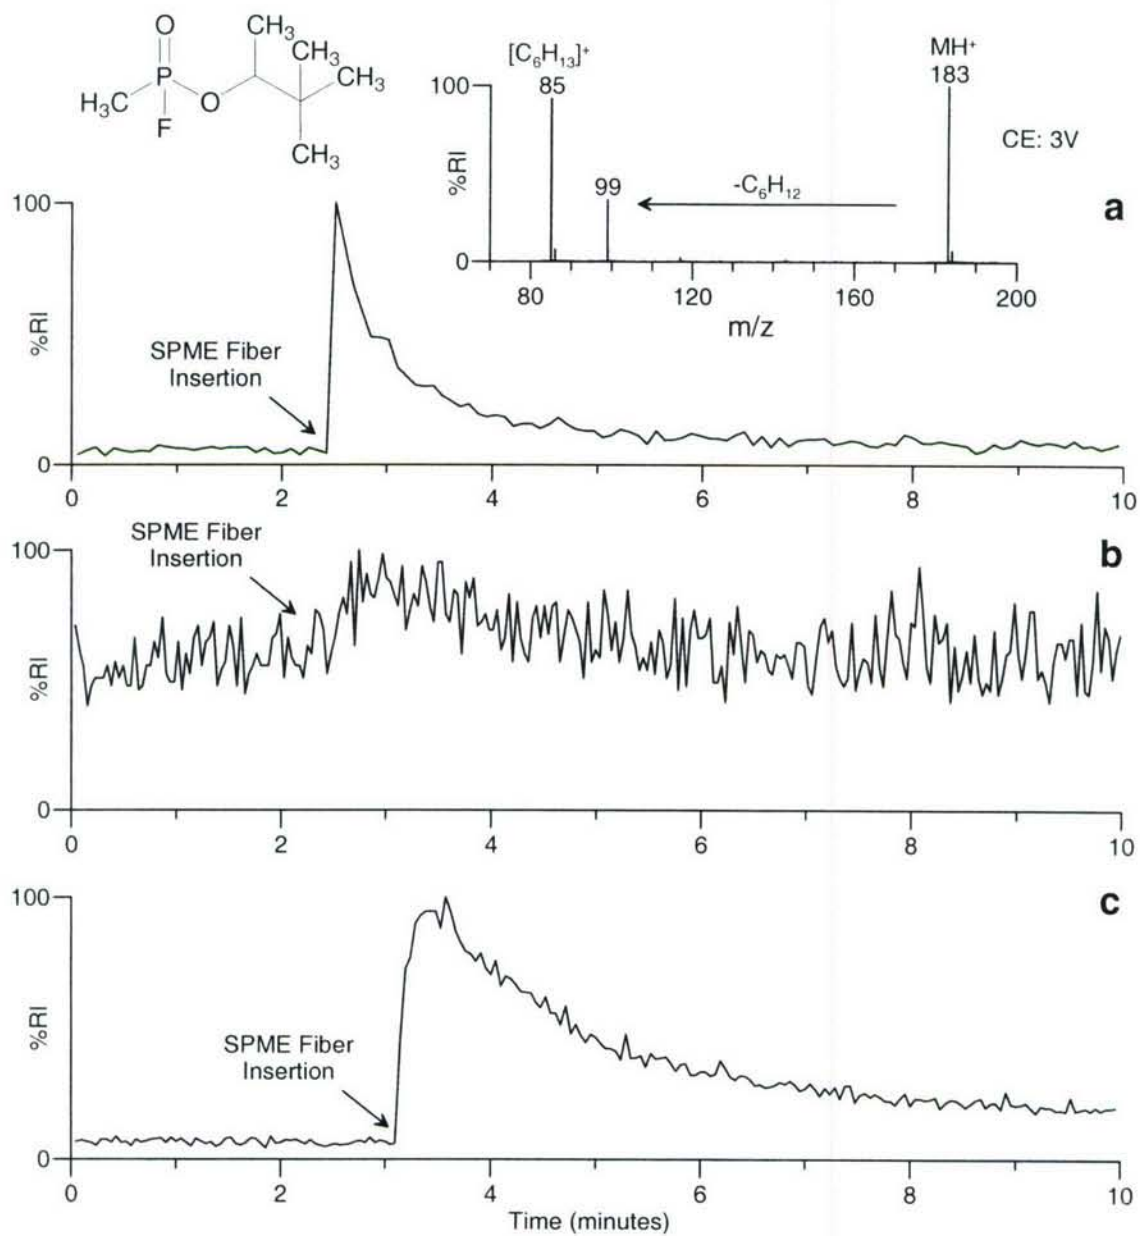 O
CH₃
CH₃
H₃C
P
O
CH₃
F
CH₃
[C₆H₁₃]⁺
85
MH⁺
183
100
CE: 3V
%RI
99
-C₆H₁₂
0
80
120
160
200
m/z
a
100
%RI
SPME Fiber
Insertion
0
0
2
4
6
8
10
SPME Fiber
Insertion
b
100
%RI
0
0
2
4
6
8
10
c
100
%RI
SPME Fiber
Insertion
0
0
2
4
6
8
10
Time (minutes)